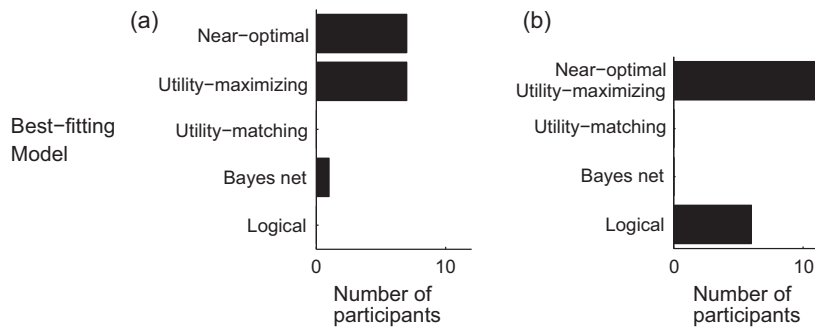 (a)
Near−optimal
Utility−maximizing
Utility−matching
Bayes net
Logical
Best−fitting
Model
0
10
Number of
participants
(b)
Near−optimal
Utility−maximizing
Utility−matching
Bayes net
Logical
0
10
Number of
participants